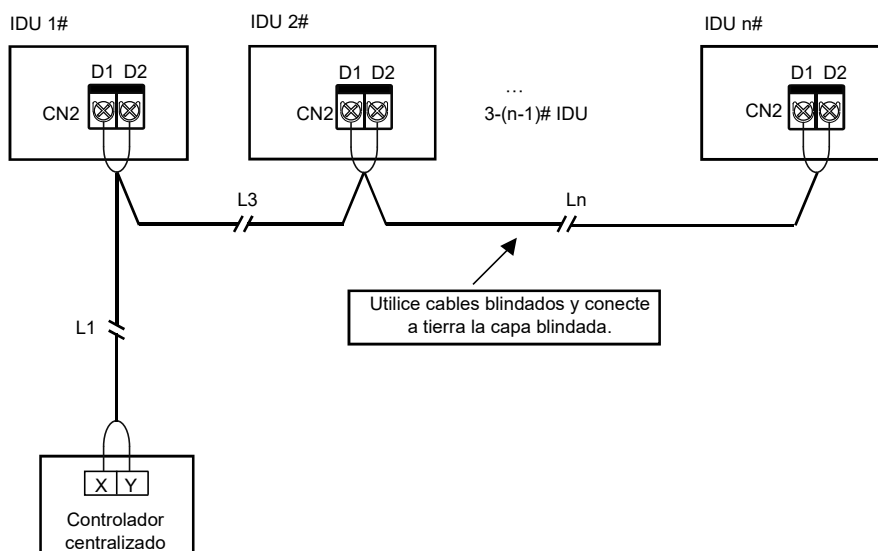 IDU 1#
IDU 2#
IDU n#
D1 D2
D1 D2
D1 D2
CN2
CN2
CN2
...
3-(n-1)# IDU
L3
Ln
Utilice cables blindados y conecte
a tierra la capa blindada.
L1
X Y
Controlador
centralizado